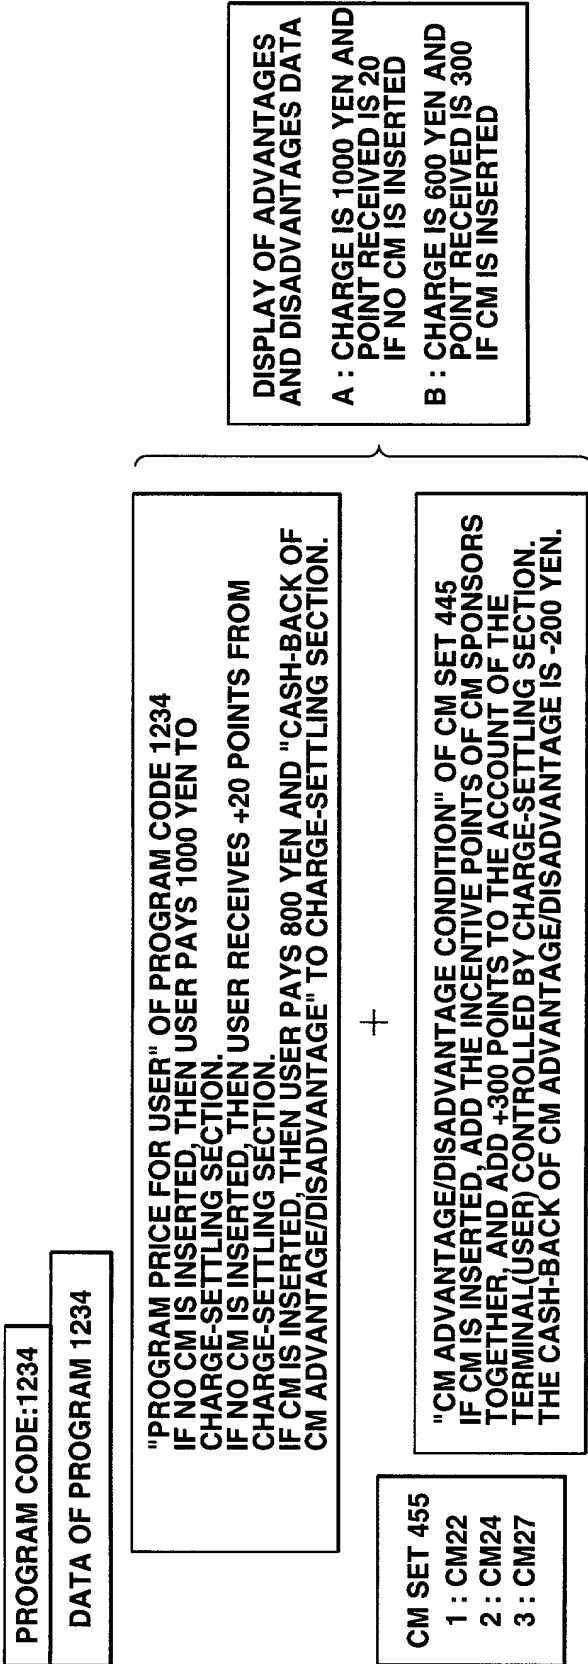 PROGRAM CODE:1234
DATA OF PROGRAM 1234
"PROGRAM PRICE FOR USER" OF PROGRAM CODE 1234
IF NO CM IS INSERTED, THEN USER PAYS 1000 YEN TO
CHARGE-SETTLING SECTION.
IF NO CM IS INSERTED, THEN USER RECEIVES +20 POINTS FROM
CHARGE-SETTLING SECTION.
IF CM IS INSERTED, THEN USER PAYS 800 YEN AND "CASH-BACK OF
CM ADVANTAGE/DISADVANTAGE" TO CHARGE-SETTLING SECTION.
+
CM SET 455
1 : CM22
2 : CM24
3 : CM27
"CM ADVANTAGE/DISADVANTAGE CONDITION" OF CM SET 445
IF CM IS INSERTED, ADD THE INCENTIVE POINTS OF CM SPONSORS
TOGETHER, AND ADD +300 POINTS TO THE ACCOUNT OF THE
TERMINAL(USER) CONTROLLED BY CHARGE-SETTLING SECTION.
THE CASH-BACK OF CM ADVANTAGE/DISADVANTAGE IS -200 YEN.
DISPLAY OF ADVANTAGES
AND DISADVANTAGES DATA
A : CHARGE IS 1000 YEN AND
POINT RECEIVED IS 20
IF NO CM IS INSERTED
B : CHARGE IS 600 YEN AND
POINT RECEIVED IS 300
IF CM IS INSERTED